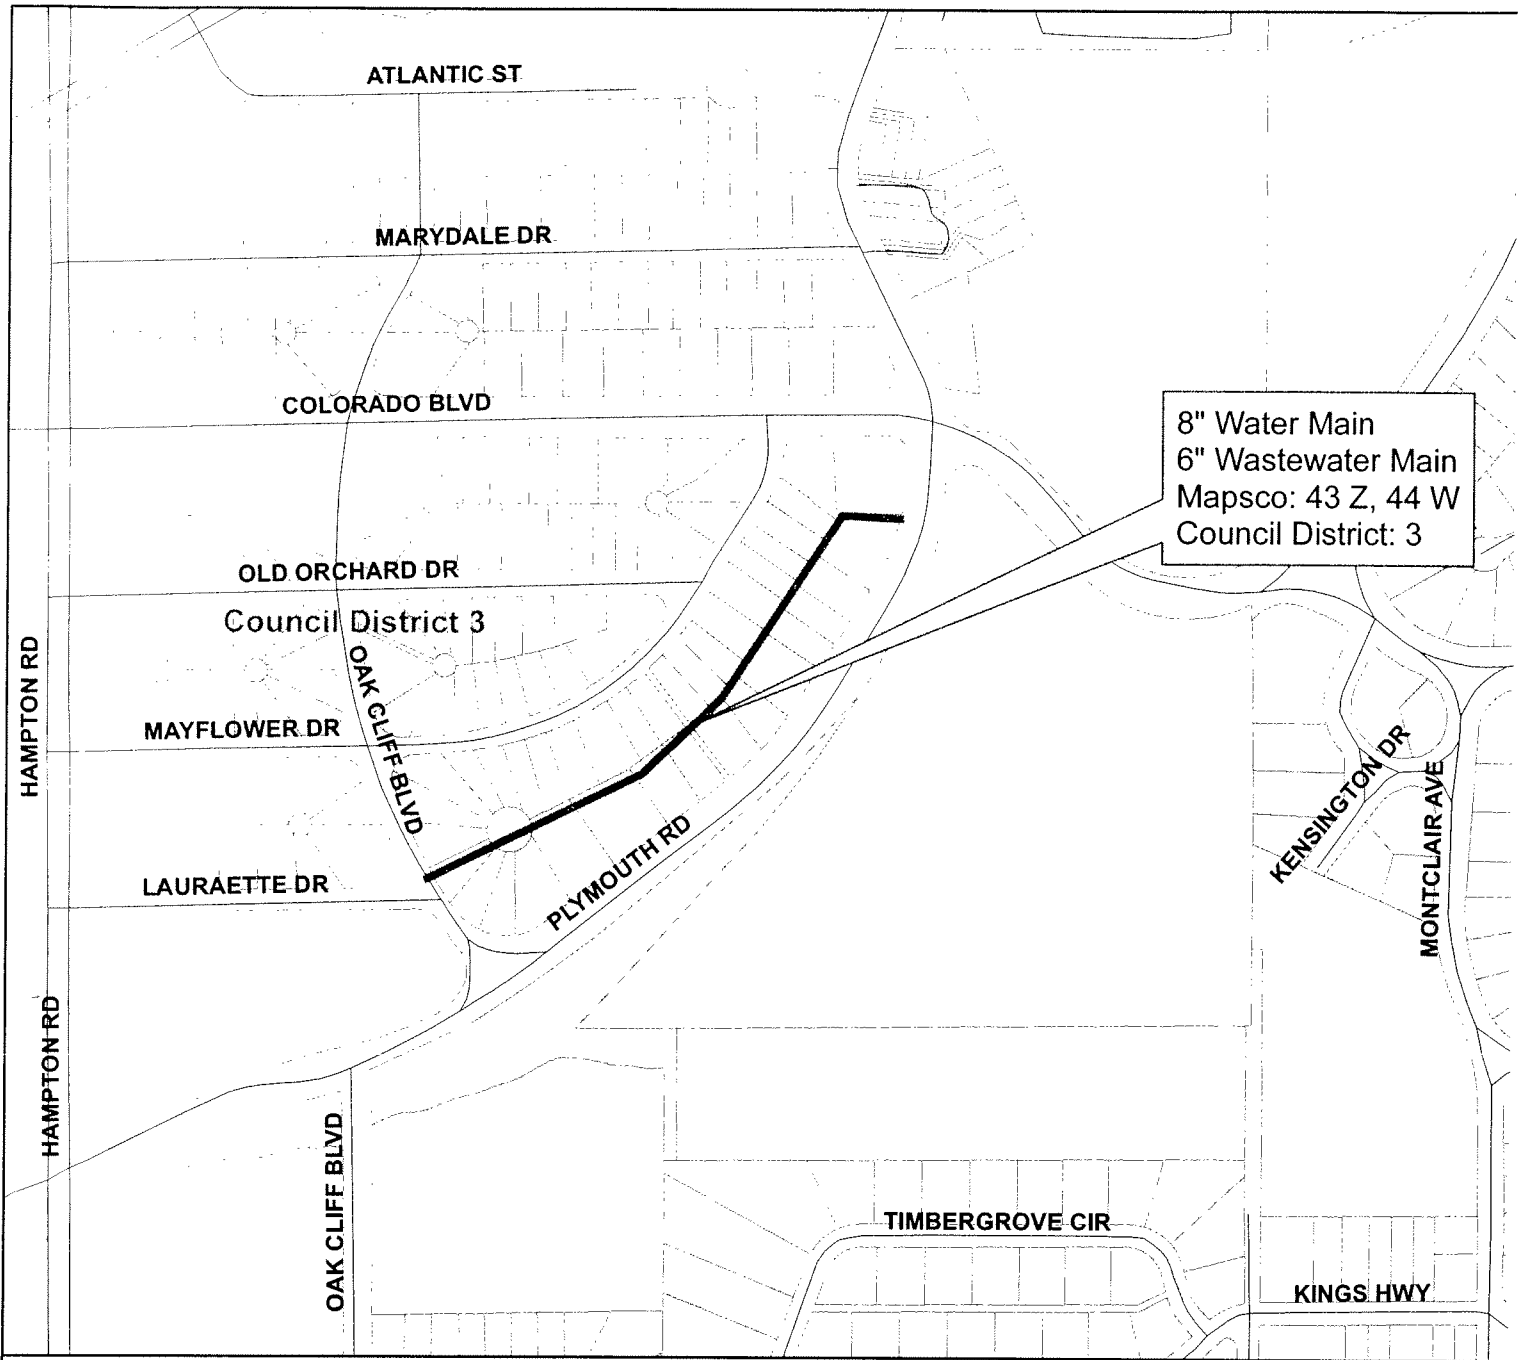 ATLANTIC ST
MARYDALE DR
COLORADO BLVD
8" Water Main
6" Wastewater Main
Mapsco: 43 Z, 44 W
Council District: 3
OLD ORCHARD DR
Council District 3
HAMPTON RD
OAK CLIFF BLVD
MAYFLOWER DR
KENSINGTON DR
MONTCLAIR AVE
PLYMOUTH RD
LAURAETTE DR
HAMPTON RD
OAK CLIFF BLVD
TIMBERGROVE CIR
KINGS HWY